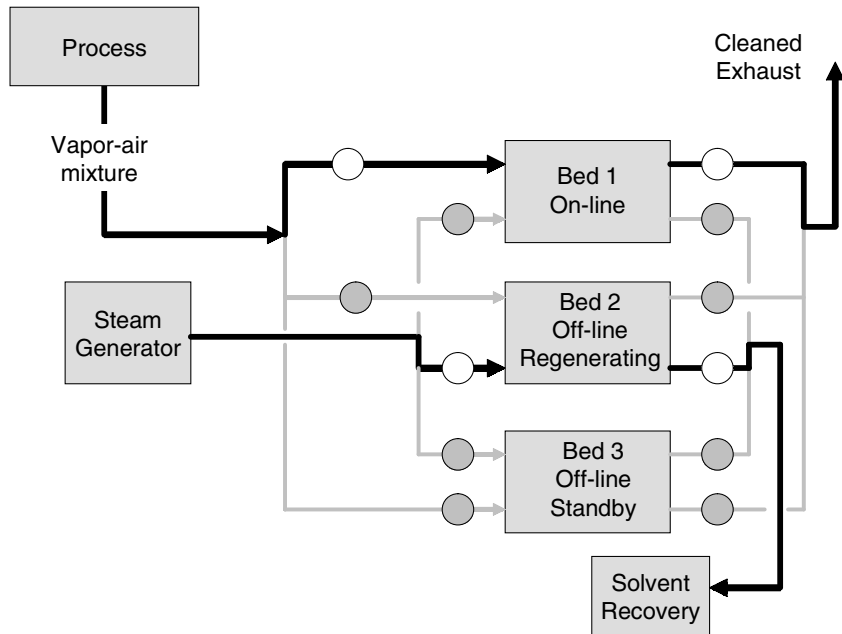 Process
Cleaned
Exhaust
Vapor-air
mixture
Bed 1
On-line
Steam
Generator
Bed 2
Off-line
Regenerating
Bed 3
Off-line
Standby
Solvent
Recovery